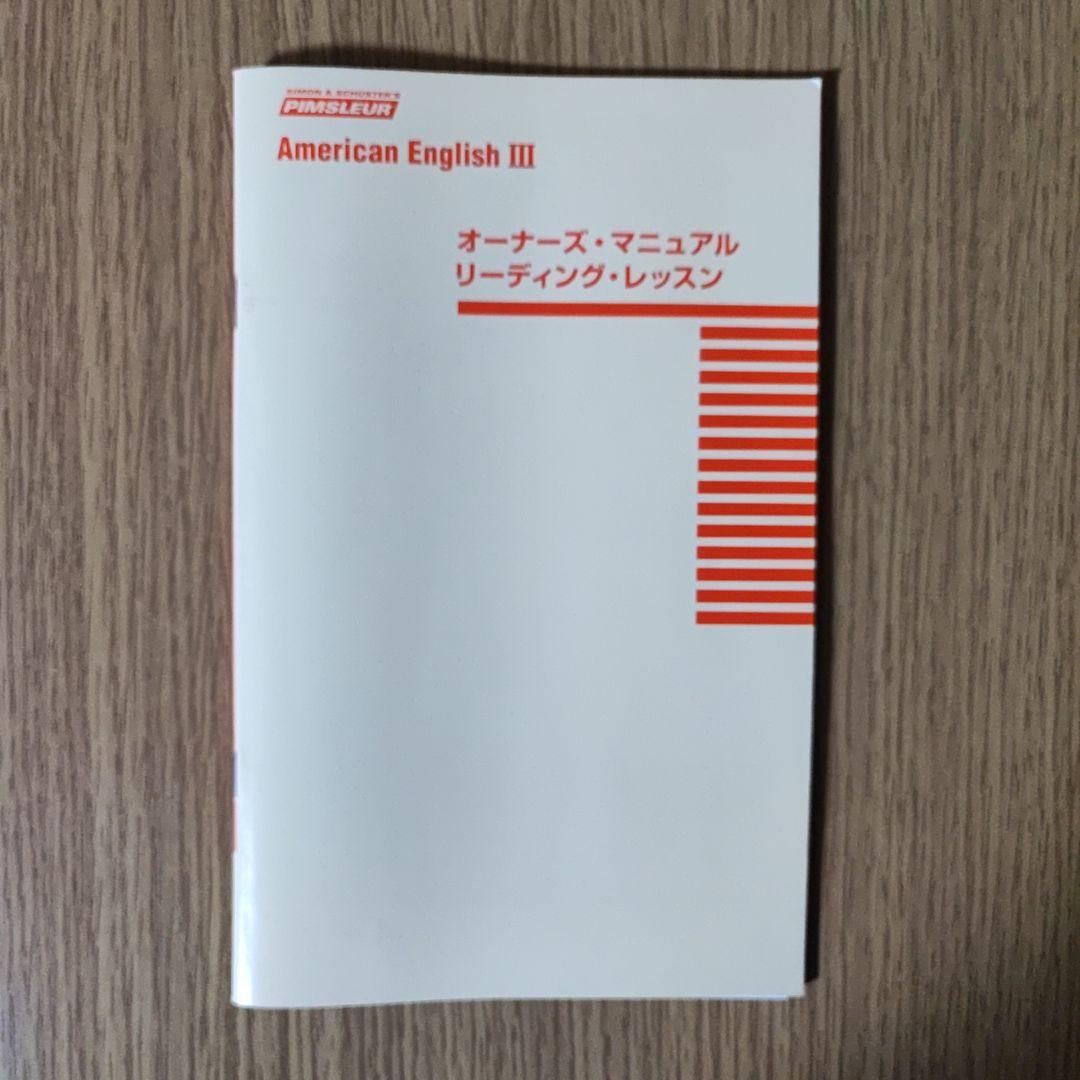 SIMON & SCHUSTER'S
PIMSLEUR
American English III
オーナーズ・マニュアル
リーディング・レッスン